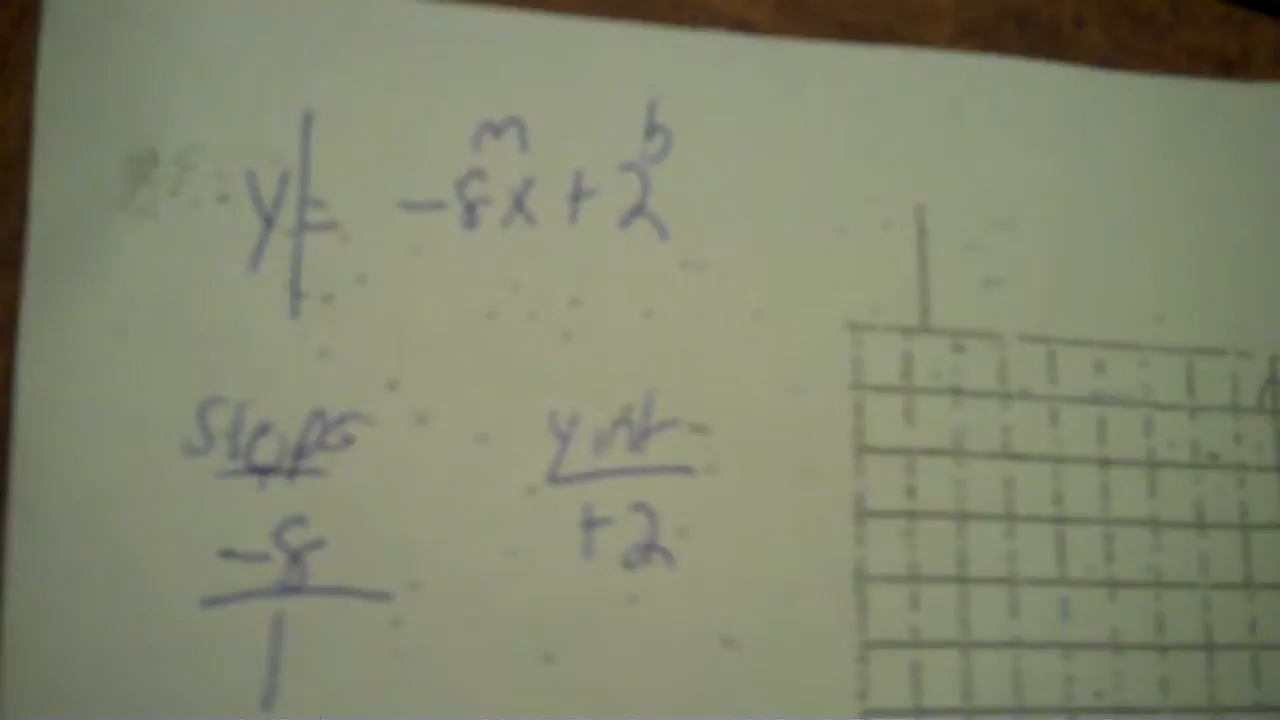 m b
y = -8x + 2
slope y int
-8 +2
1